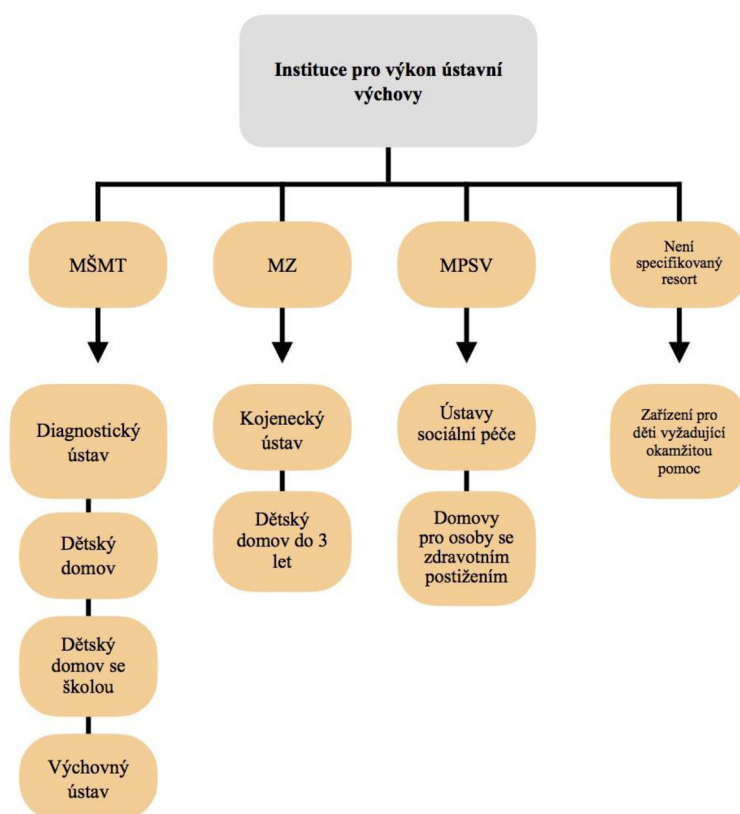 Instituce pro výkon ústavní
výchovy
MŠMT
MZ
MPSV
Není
specifikovaný
resort
Diagnostický
ústav
Kojenecký
ústav
Ústavy
sociální péče
Zařízení pro
děti vyžadující
okamžitou
pomoc
Dětský
domov
Dětský
domov do 3
let
Domovy
pro osoby se
zdravotním
postižením
Dětský
domov se
školou
Výchovný
ústav